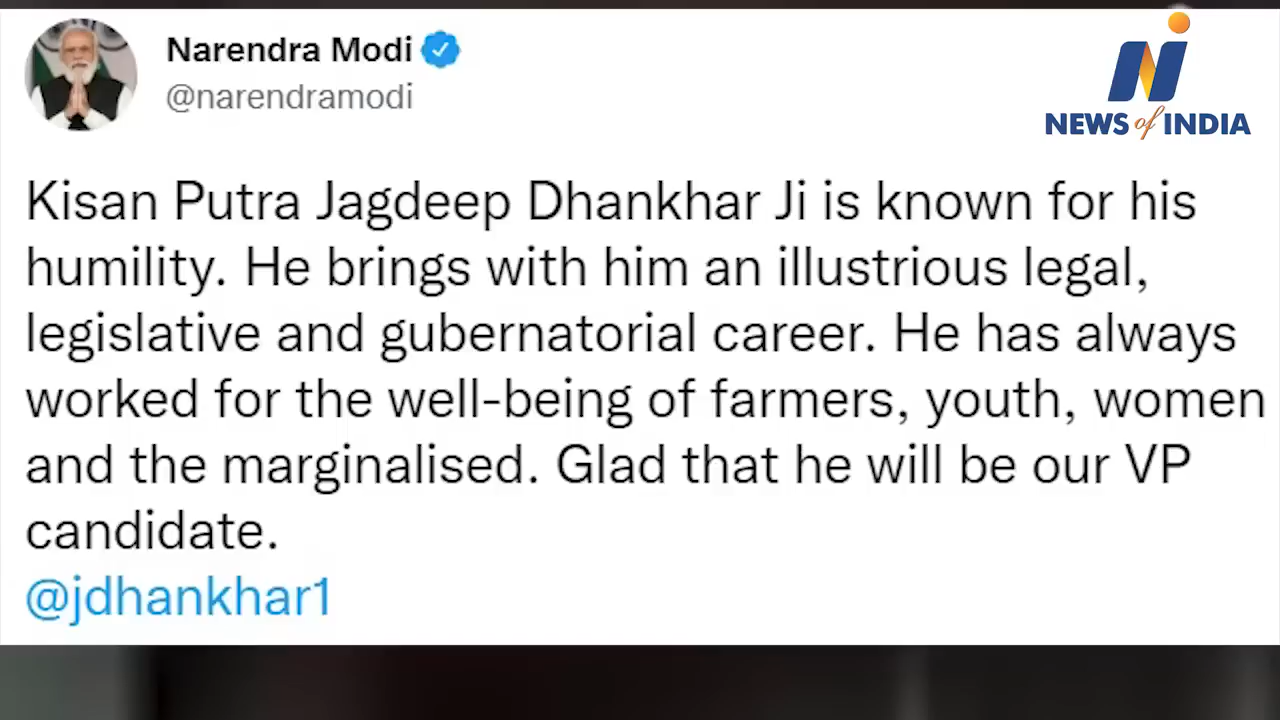 Narendra Modi
@narendramodi
NEWS of INDIA
Kisan Putra Jagdeep Dhankhar Ji is known for his
humility. He brings with him an illustrious legal,
legislative and gubernatorial career. He has always
worked for the well-being of farmers, youth, women
and the marginalised. Glad that he will be our VP
candidate.
@jdhankhar1